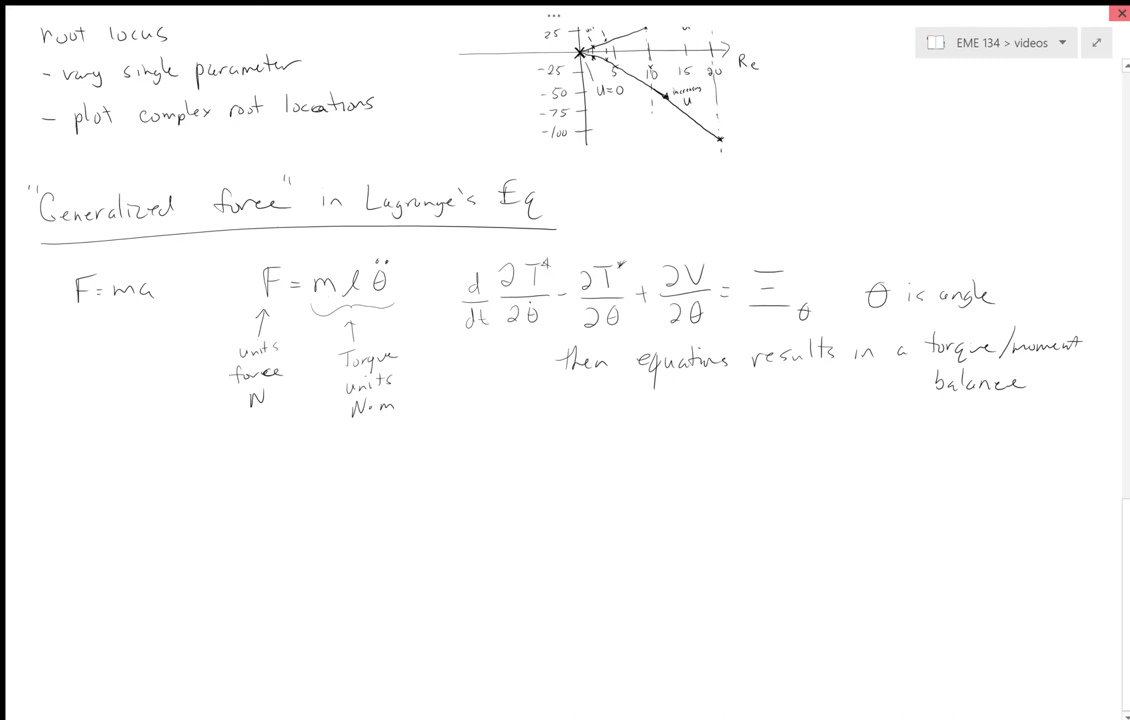 root locus
- vary single parameter
- plot complex root locations
25
-25
-50
-75
-100
5 10 15 20
Re
u=0
increasing
u
EME 134 > videos
"Generalized force" in Lagrange's Eq
F=ma
F = m l θ̈
units
force
N
Torque
units
N·m
d/dt ∂T*/∂θ̇ - ∂T*/∂θ + ∂V/∂θ = Ξ_θ
θ is angle
then equations results in a torque/moment
balance